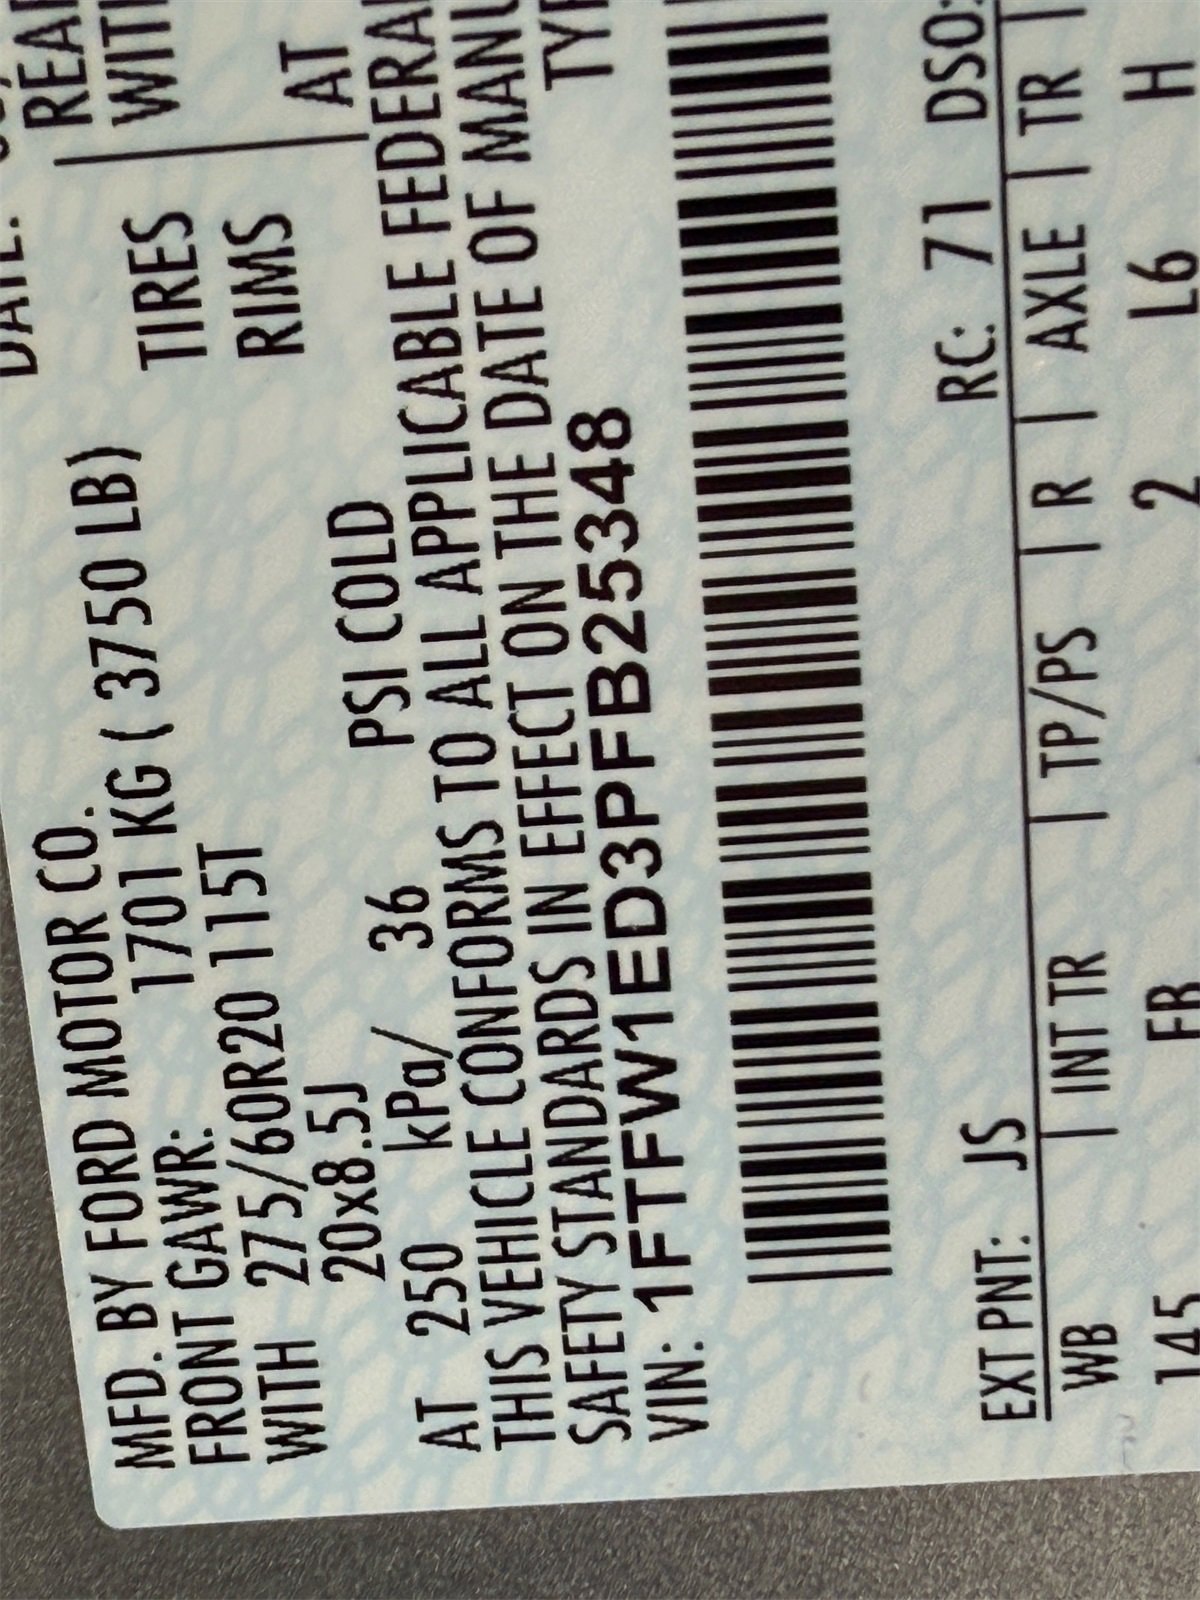 DATE:
MFD. BY FORD MOTOR CO.
FRONT GAWR: 1701 KG ( 3750 LB)
REAR
WITH 275/60R20 115T TIRES
WITH
20x8.5J RIMS
AT 250 kPa/ 36 PSI COLD AT
THIS VEHICLE CONFORMS TO ALL APPLICABLE FEDERAL
SAFETY STANDARDS IN EFFECT ON THE DATE OF MANU
VIN: 1FTFW1ED3PFB25348 TYP
EXT PNT: JS RC: 71 DSO:
WB | INT TR | TP/PS | R | AXLE | TR |
145 FB 2 L6 H